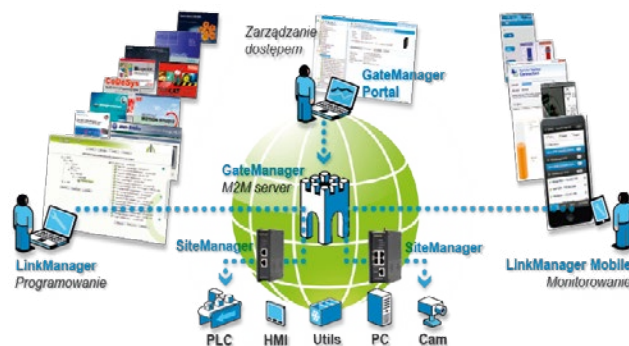 Zarządzanie
dostępem
GateManager
Portal
GateManager
M2M server
CoDeSys
SiteManager
SiteManager
LinkManager
Programowanie
LinkManager Mobile
Monitorowanie
PLC
HMI
Utils
PC
Cam